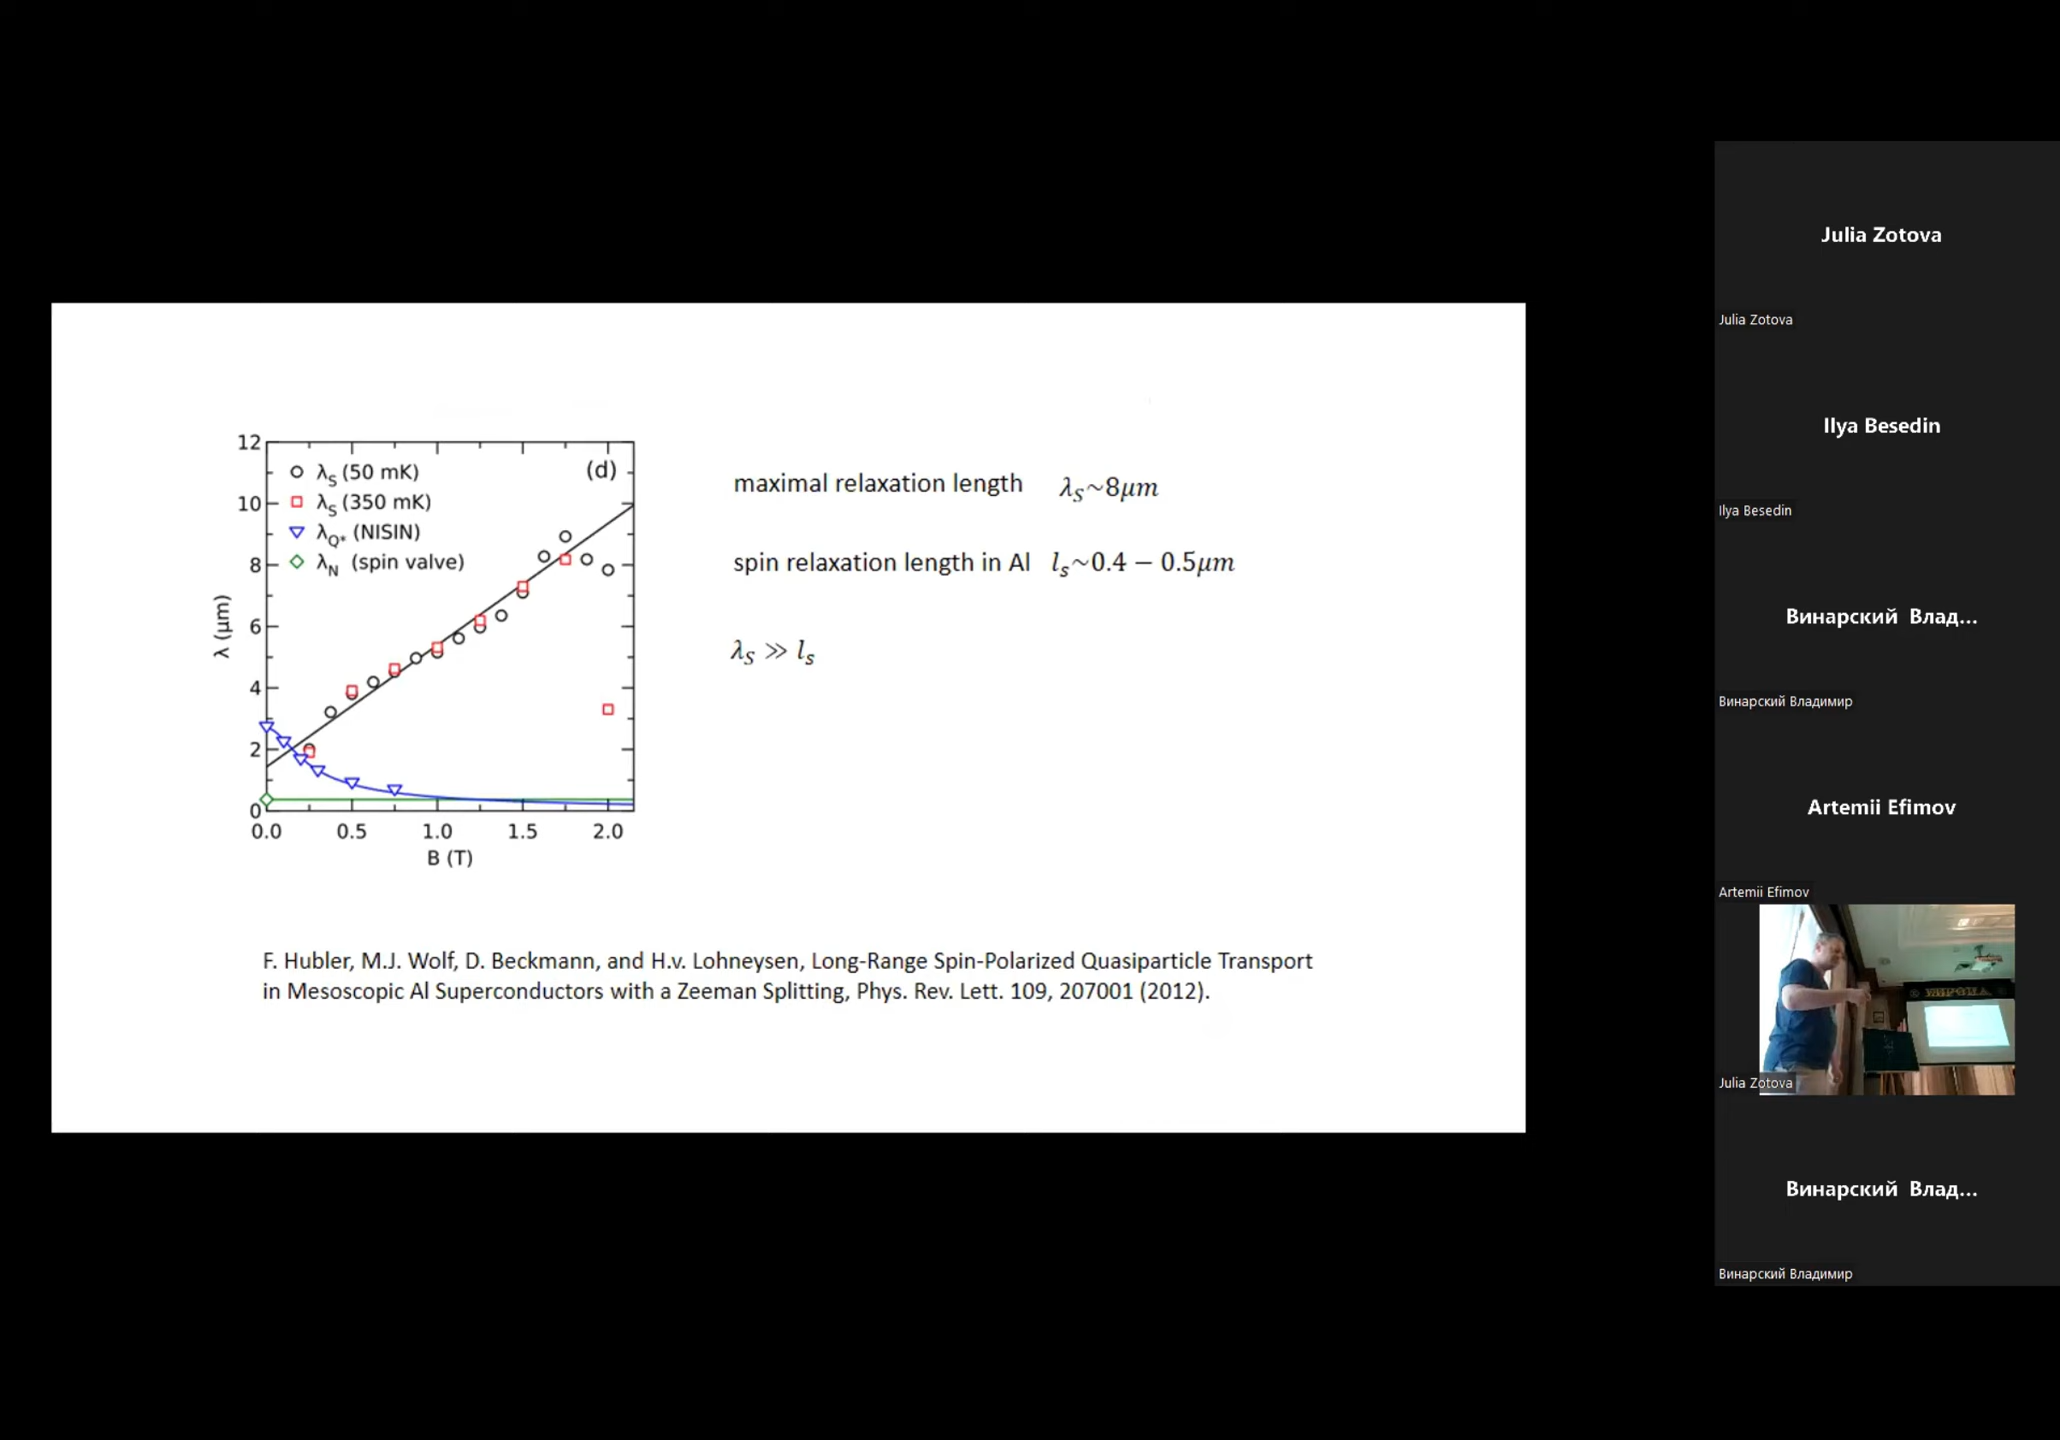 12
10
8
6
4
2
0
λ (μm)
λS (50 mK)
λS (350 mK)
λQ* (NISIN)
λN (spin valve)
(d)
0.0 0.5 1.0 1.5 2.0
B (T)
maximal relaxation length λS~8μm
spin relaxation length in Al ls~0.4 − 0.5μm
λS ≫ ls
F. Hubler, M.J. Wolf, D. Beckmann, and H.v. Lohneysen, Long-Range Spin-Polarized Quasiparticle Transport
in Mesoscopic Al Superconductors with a Zeeman Splitting, Phys. Rev. Lett. 109, 207001 (2012).
Julia Zotova
Julia Zotova
Ilya Besedin
Ilya Besedin
Винарский Влад...
Винарский Владимир
Artemii Efimov
Artemii Efimov
Julia Zotova
Винарский Влад...
Винарский Владимир